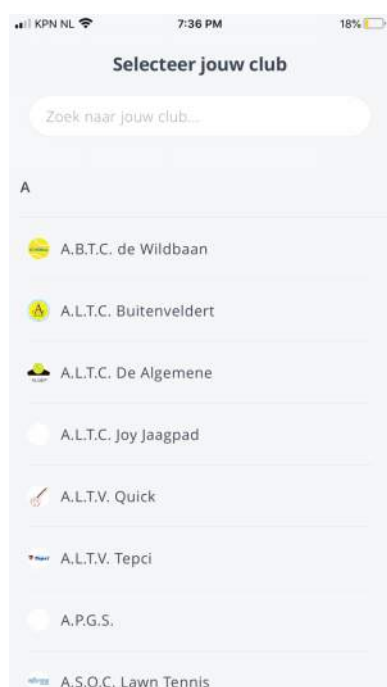 KPN NL 7:36 PM 18%
Selecteer jouw club
Zoek naar jouw club...
A
A.B.T.C. de Wildbaan
A.L.T.C. Buitenveldert
A.L.T.C. De Algemene
A.L.T.C. Joy Jaagpad
A.L.T.V. Quick
A.L.T.V. Tepci
A.P.G.S.
A.S.O.C. Lawn Tennis